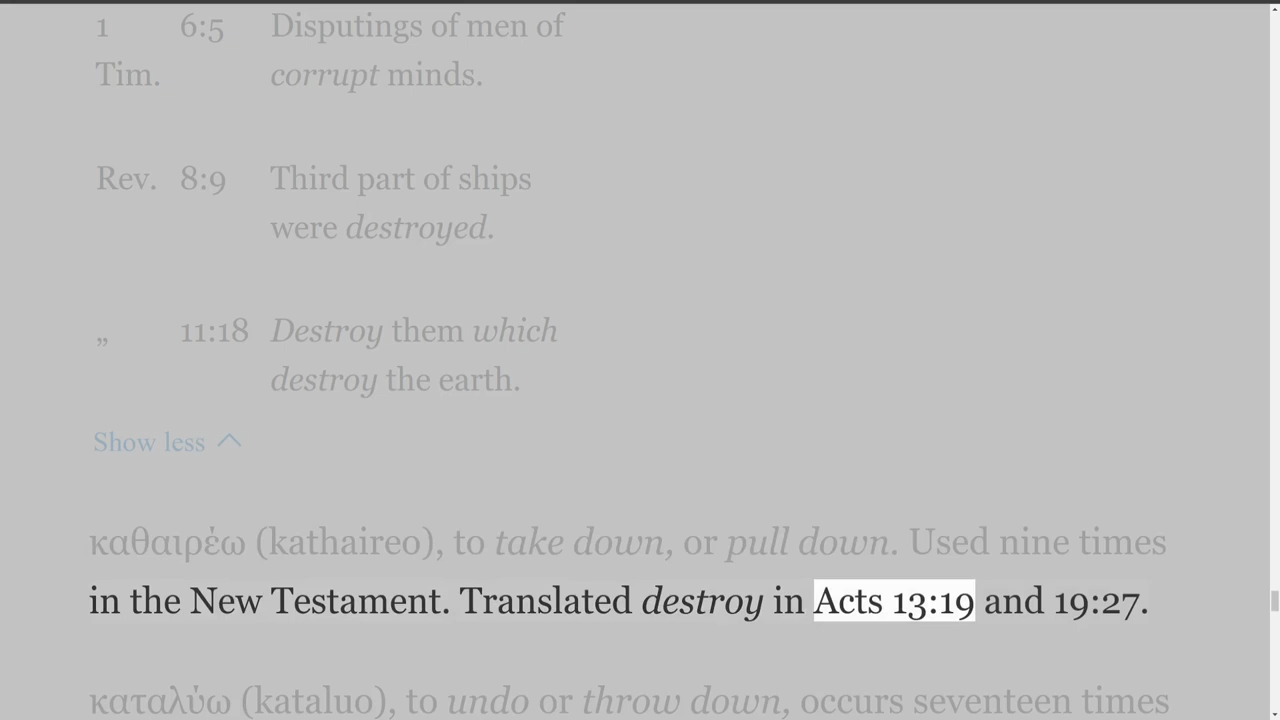 1 6:5 Disputings of men of
Tim. corrupt minds.
Rev. 8:9 Third part of ships
were destroyed.
„ 11:18 Destroy them which
destroy the earth.
Show less
καθαιρέω (kathaireo), to take down, or pull down. Used nine times
in the New Testament. Translated destroy in Acts 13:19 and 19:27.
καταλύω (kataluo), to undo or throw down, occurs seventeen times